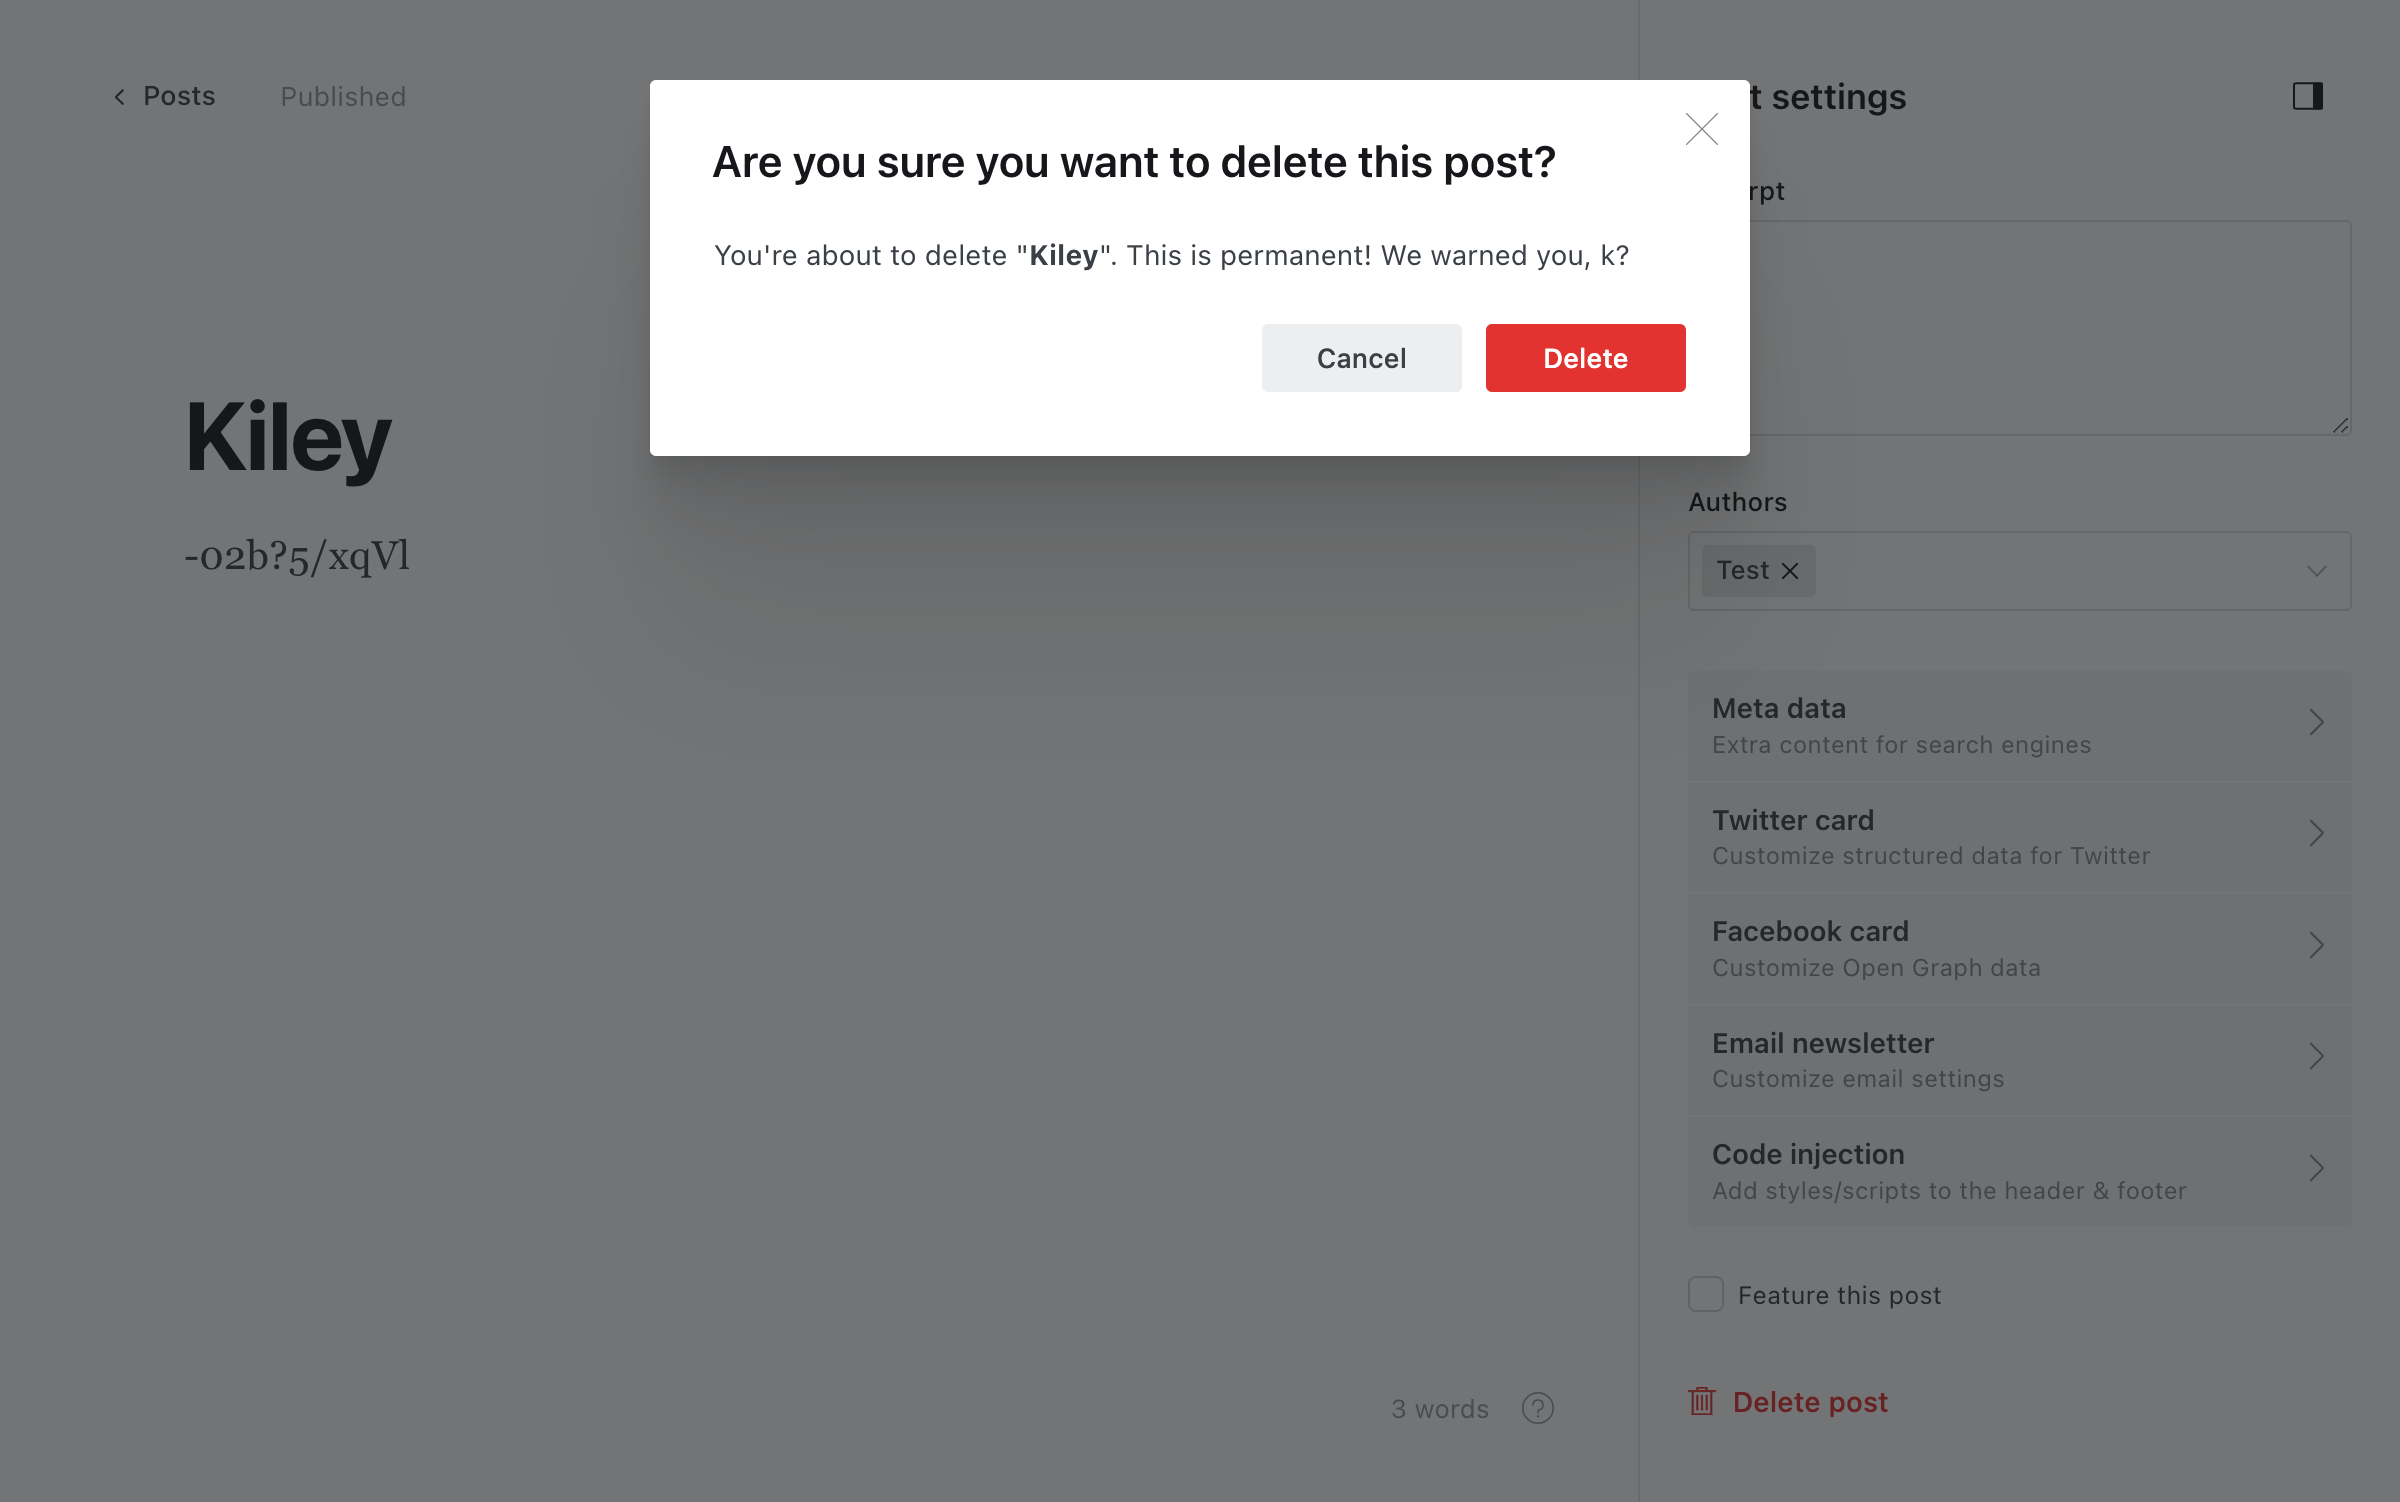 Posts
Published
t settings
Are you sure you want to delete this post?
You're about to delete "Kiley". This is permanent! We warned you, k?
Cancel
Delete
rpt
Kiley
-02b?5/xqVl
Authors
Test
Meta data
Extra content for search engines
Twitter card
Customize structured data for Twitter
Facebook card
Customize Open Graph data
Email newsletter
Customize email settings
Code injection
Add styles/scripts to the header & footer
Feature this post
3 words
?
Delete post